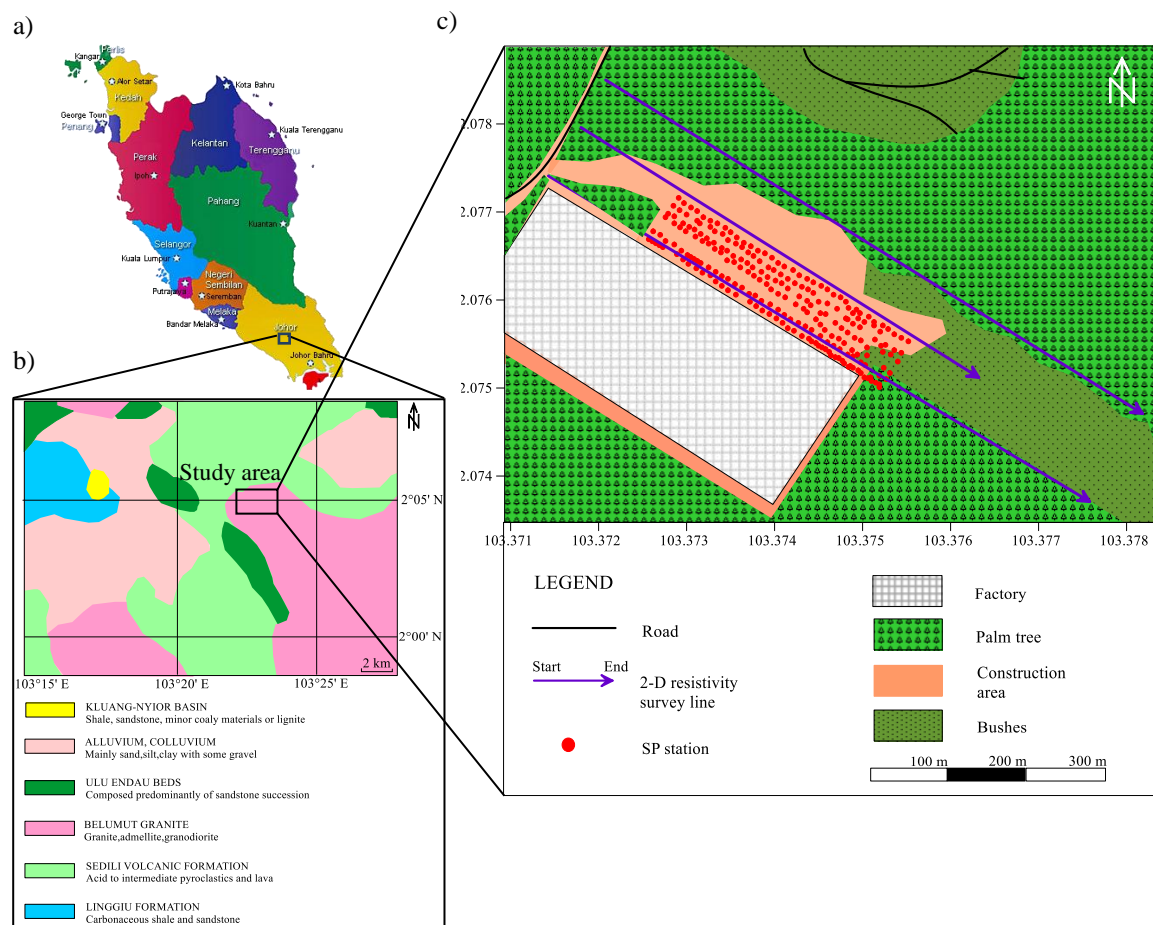 a)
Perlis
Kangar
Alor Setar
Kedah
George Town
Penang
Kota Bahru
Kuala Terengganu
Kelantan
Terengganu
Perak
Ipoh
Pahang
Kuantan
Selangor
Kuala Lumpur
Negeri
Sembilan
Putrajaya
Seremban
Melaka
Bandar Melaka
Johor
Johor Bahru
b)
N
Study area
2°05' N
2°00' N
2 km
103°15' E
103°20' E
103°25' E
KLUANG-NYIOR BASIN
Shale, sandstone, minor coaly materials or lignite
ALLUVIUM, COLLUVIUM
Mainly sand,silt,clay with some gravel
ULU ENDAU BEDS
Composed predominantly of sandstone succession
BELUMUT GRANITE
Granite,admellite,granodiorite
SEDILI VOLCANIC FORMATION
Acid to intermediate pyroclastics and lava
LINGGIU FORMATION
Carbonaceous shale and sandstone
c)
N
2.078
2.077
2.076
2.075
2.074
103.371
103.372
103.373
103.374
103.375
103.376
103.377
103.378
LEGEND
Road
Start
End
2-D resistivity
survey line
SP station
Factory
Palm tree
Construction
area
Bushes
100 m
200 m
300 m